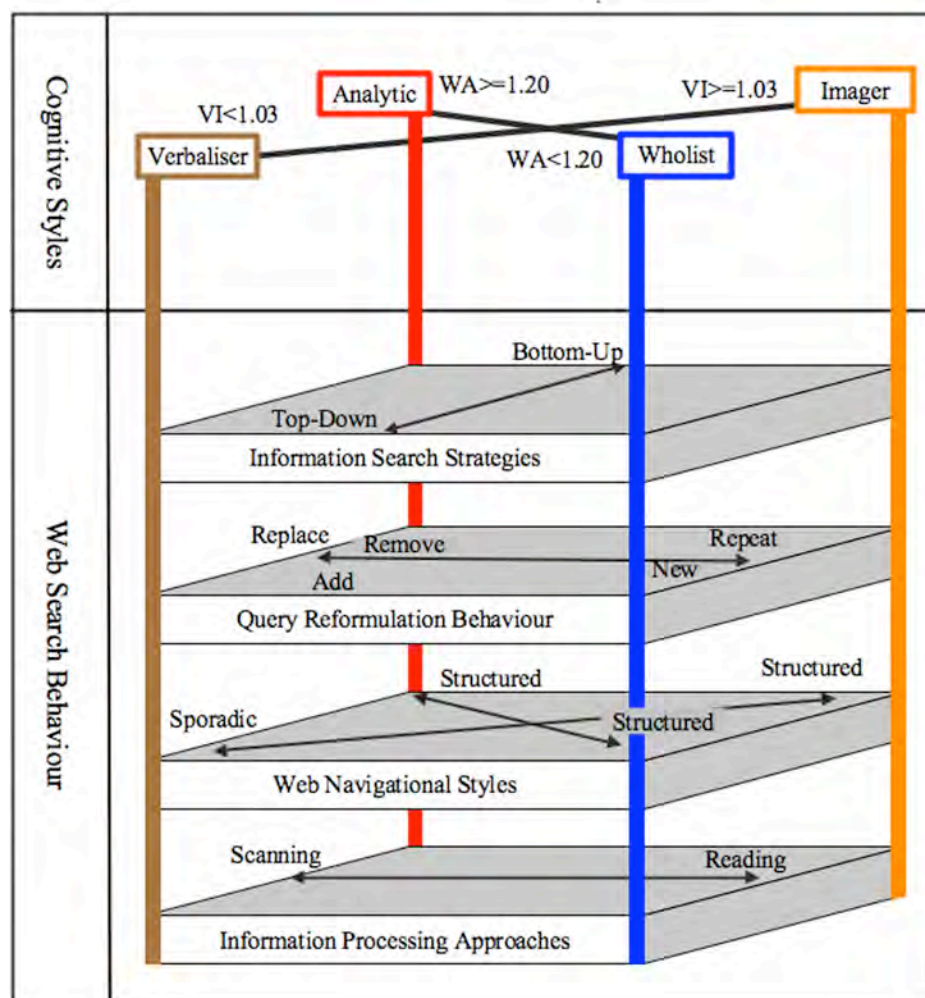 Cognitive Styles
Analytic
WA>=1.20
VI>=1.03
Imager
VI<1.03
Verbaliser
WA<1.20
Wholist
Web Search Behaviour
Bottom-Up
Top-Down
Information Search Strategies
Replace
Remove
Repeat
Add
New
Query Reformulation Behaviour
Structured
Structured
Sporadic
Structured
Web Navigational Styles
Scanning
Reading
Information Processing Approaches